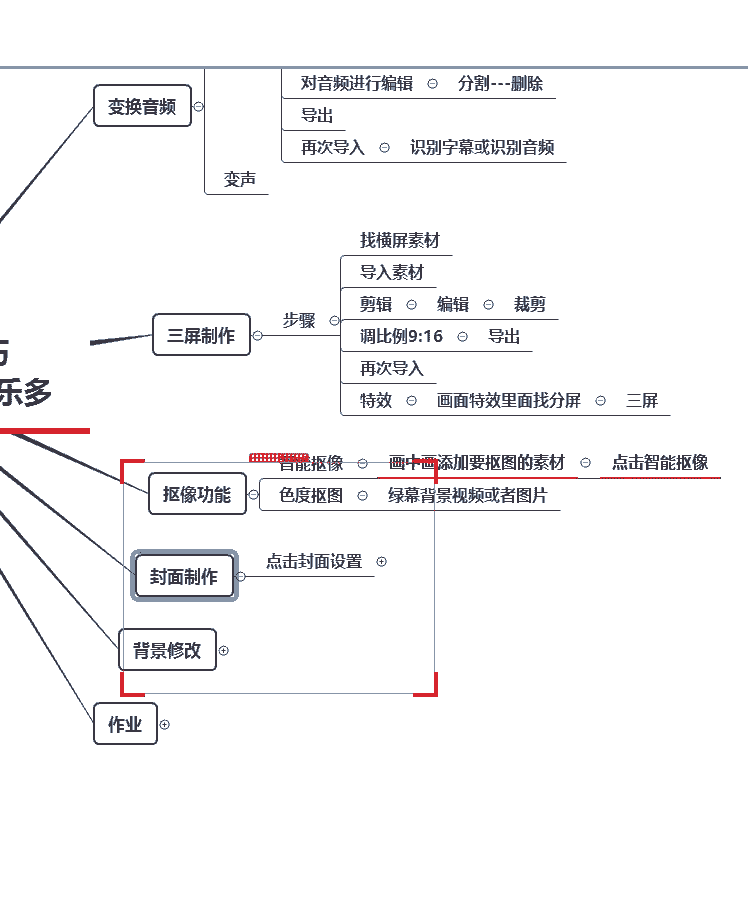 对音频进行编辑 分割---删除
变换音频
导出
再次导入 识别字幕或识别音频
变声
找横屏素材
导入素材
剪辑 编辑 裁剪
步骤
三屏制作
调比例9:16 导出
乐多
再次导入
特效 画面特效里面找分屏 三屏
智能抠像 画中画添加要抠图的素材 点击智能抠像
抠像功能
色度抠图 绿幕背景视频或者图片
点击封面设置
封面制作
背景修改
作业